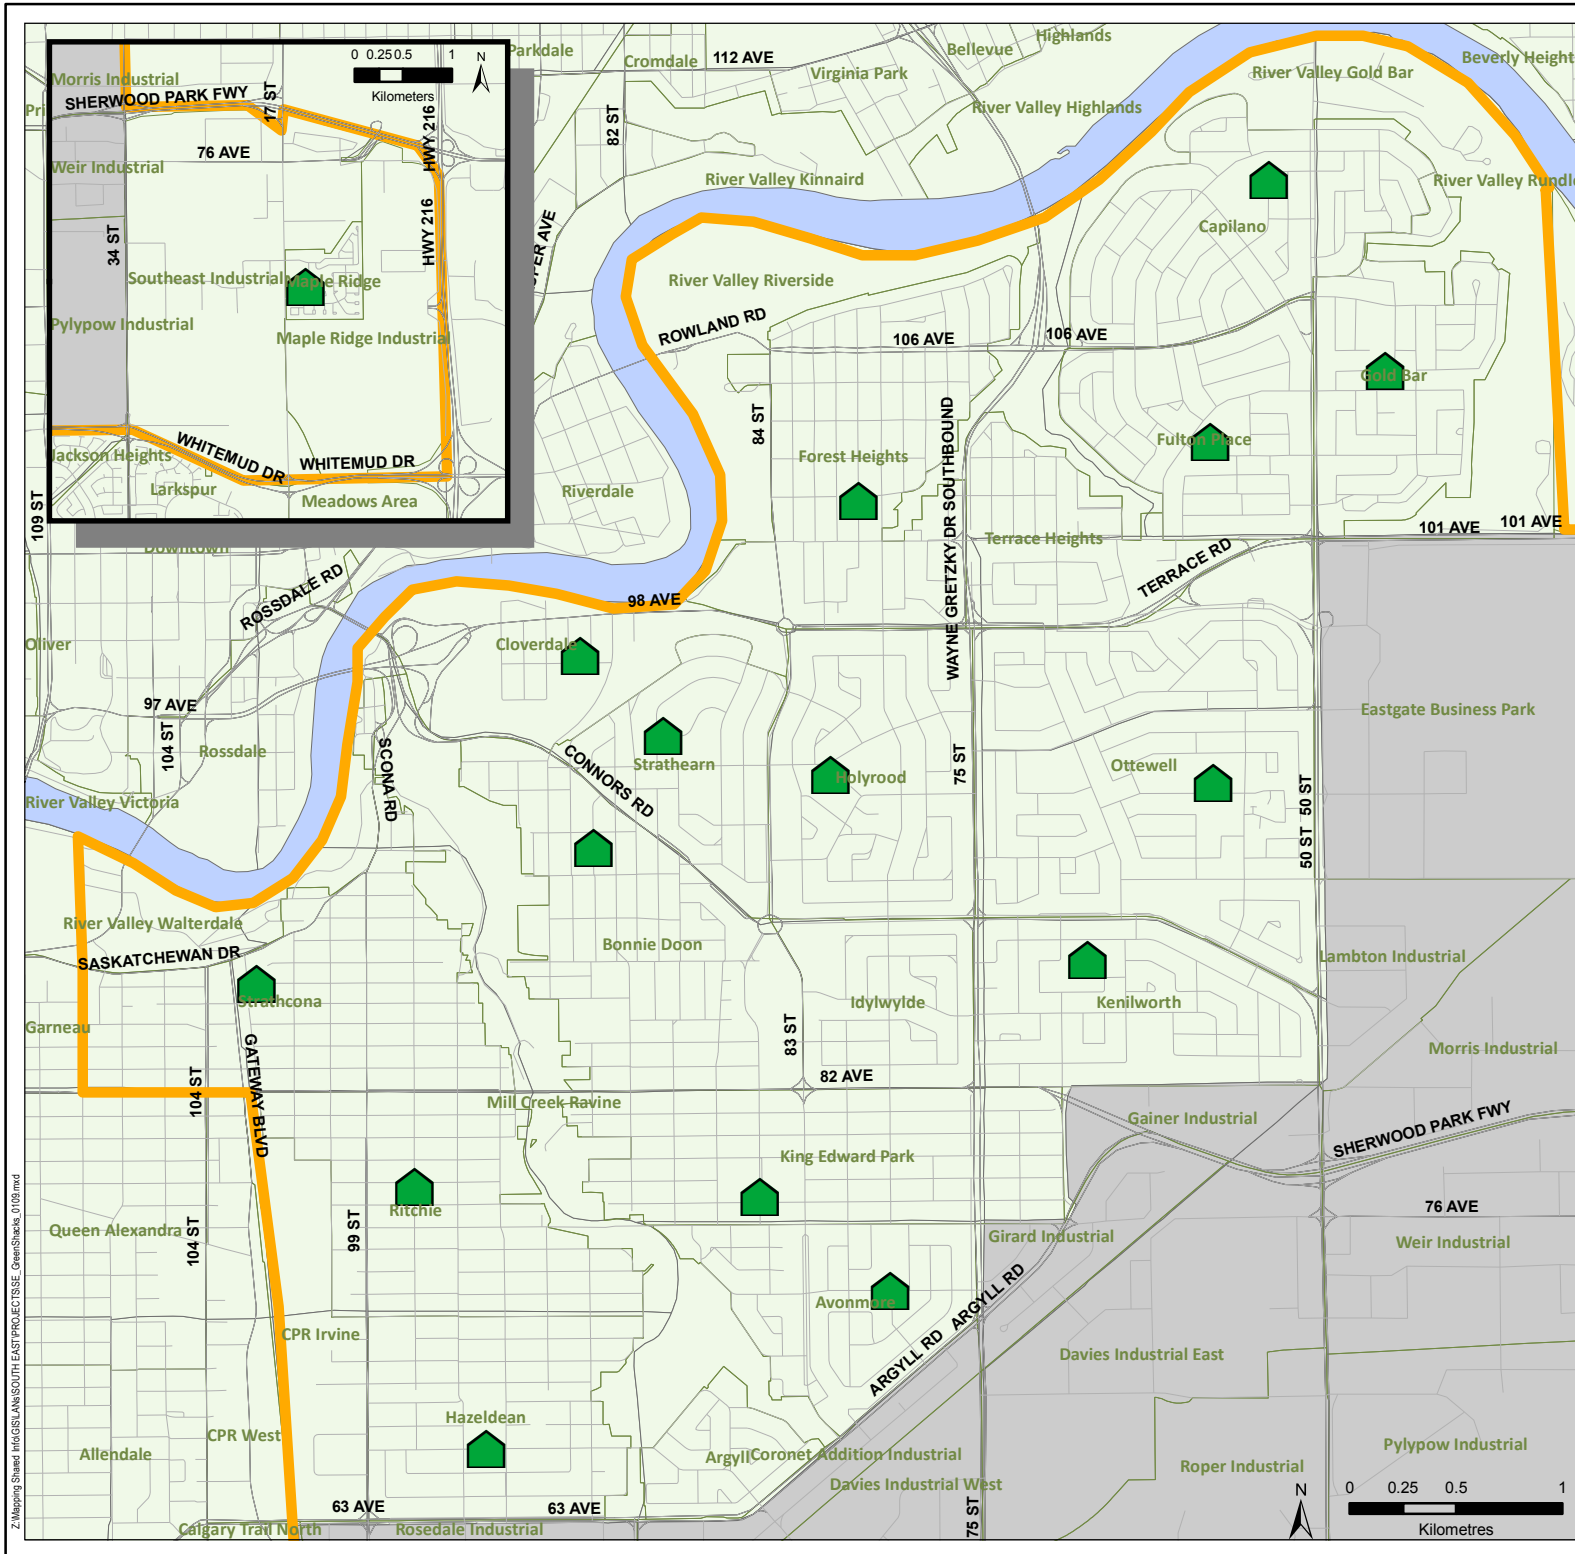 0 0.25 0.5 1
Kilometers
N
Morris Industrial
SHERWOOD PARK FWY
17 ST
HWY 216
76 AVE
Weir Industrial
34 ST
HWY 216
Southeast Industrial
Maple Ridge
Pylypow Industrial
Maple Ridge Industrial
WHITEMUD DR
WHITEMUD DR
Jackson Heights
Larkspur
Meadows Area
Parkdale
Cromdale
112 AVE
Virginia Park
Bellevue
Highlands
River Valley Gold Bar
Beverly Height
82 ST
River Valley Highlands
River Valley Kinnaird
River Valley Rundle
Capilano
River Valley Riverside
ROWLAND RD
106 AVE
106 AVE
Gold Bar
84 ST
Fulton Place
Forest Heights
WAYNE GRETZKY DR SOUTHBOUND
Riverdale
109 ST
101 AVE
101 AVE
Terrace Heights
Downtown
TERRACE RD
ROSSDALE RD
98 AVE
Oliver
Cloverdale
97 AVE
104 ST
Rossdale
SCONA RD
CONNORS RD
Strathearn
Holyrood
75 ST
Ottewell
50 ST
50 ST
Eastgate Business Park
River Valley Victoria
River Valley Walterdale
SASKATCHEWAN DR
Bonnie Doon
Lambton Industrial
Strathcona
Idylwylde
Kenilworth
Garneau
GATEWAY BLVD
83 ST
Morris Industrial
104 ST
82 AVE
Mill Creek Ravine
Gainer Industrial
SHERWOOD PARK FWY
King Edward Park
Ritchie
76 AVE
Queen Alexandra
104 ST
99 ST
Girard Industrial
Weir Industrial
Avonmore
ARGYLL RD
ARGYLL RD
CPR Irvine
Davies Industrial East
Hazeldean
CPR West
Allendale
Argyll
Coronet Addition Industrial
Pylypow Industrial
Roper Industrial
Davies Industrial West
63 AVE
63 AVE
75 ST
Calgary Trail North
Rosedale Industrial
N
0 0.25 0.5 1
Kilometres